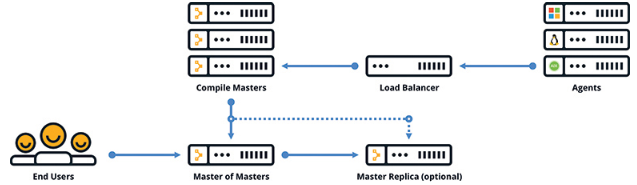 Compile Masters
Load Balancer
Agents
End Users
Master of Masters
Master Replica (optional)